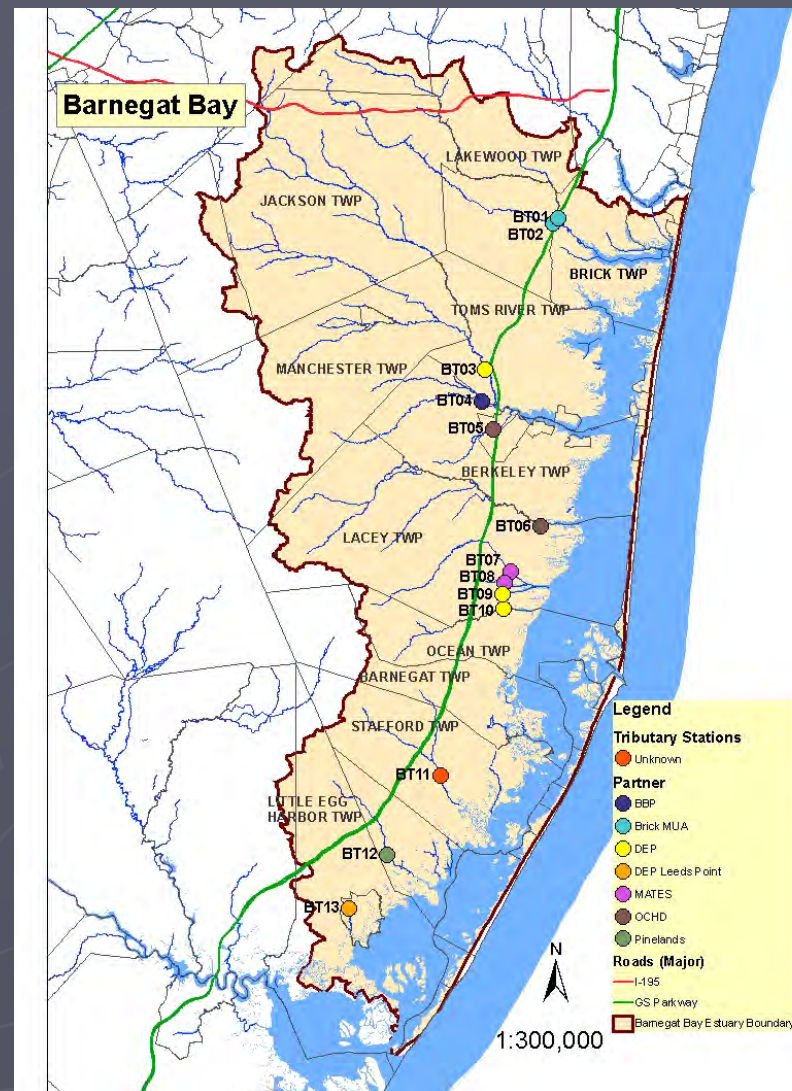 Barnegat Bay
LAKEWOOD TWP
JACKSON TWP
BT01
BT02
BRICK TWP
TOMS RIVER TWP
MANCHESTER TWP
BT03
BT04
BT05
BERKELEY TWP
BT06
LACEY TWP
BT07
BT08
BT09
BT10
OCEAN TWP
BARNEGAT TWP
STAFFORD TWP
BT11
LITTLE EGG
HARBOR TWP
BT12
BT13
Legend
Tributary Stations
Unknown
Partner
BBP
Brick MUA
DEP
DEP Leeds Point
MATES
OCHD
Pinelands
Roads (Major)
I-195
GS Parkway
Barnegat Bay Estuary Boundary
N
1:300,000